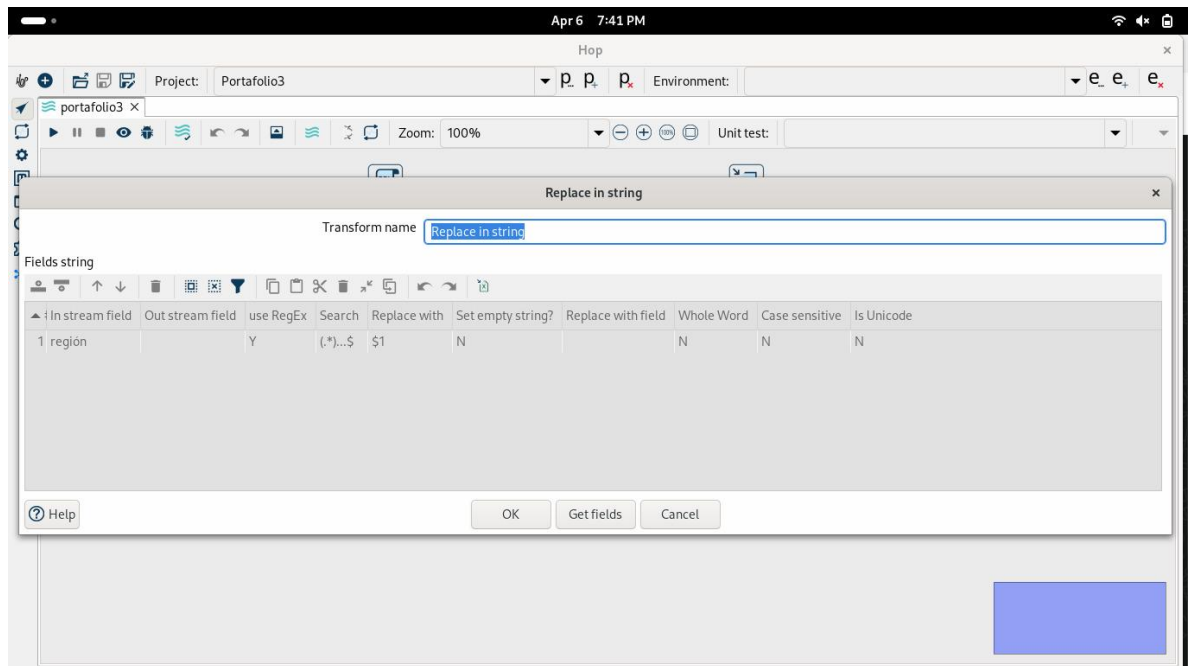 Apr 6 7:41 PM
Hop
Project: Portafolio3 Environment:
portafolio3
Zoom: 100% Unit test:
Replace in string
Transform name Replace in string
Fields string
In stream field Out stream field use RegEx Search Replace with Set empty string? Replace with field Whole Word Case sensitive Is Unicode
1 región Y (.*)...$ $1 N N N N
Help OK Get fields Cancel